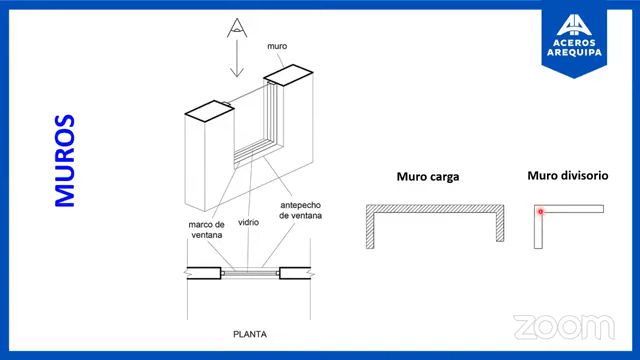 ACEROS
AREQUIPA
MUROS
A
muro
marco de
ventana
vidrio
antepecho
de ventana
PLANTA
Muro carga
Muro divisorio
zoom